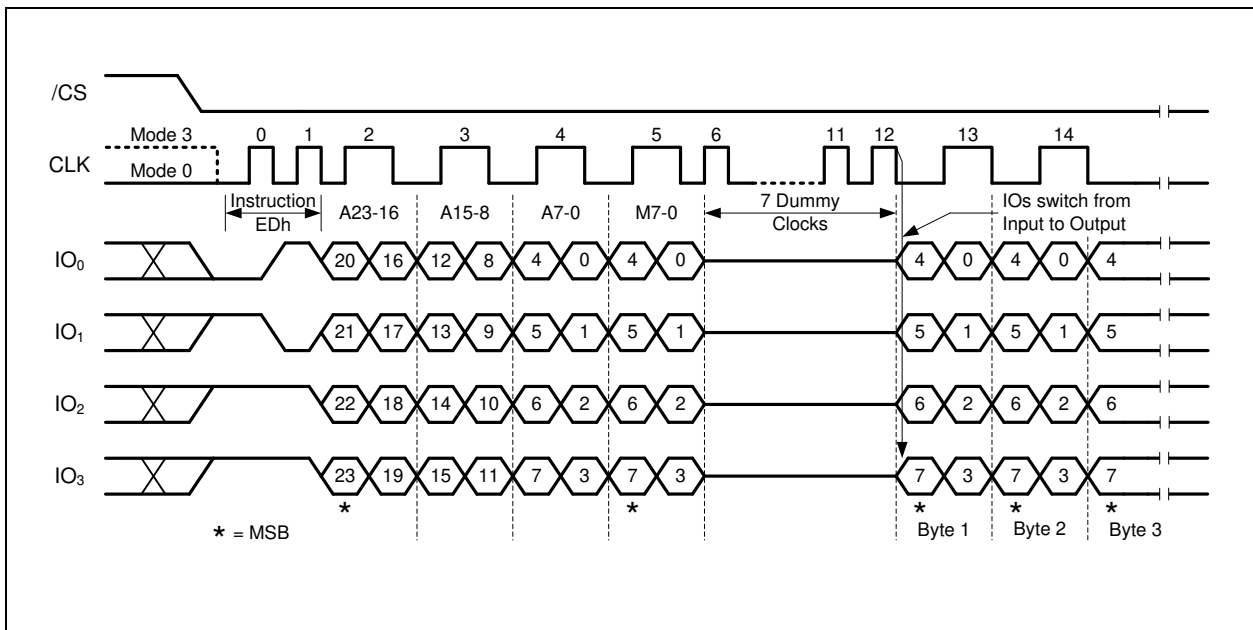 /CS
Mode 3 0 1 2 3 4 5 6 11 12 13 14
CLK Mode 0
Instruction A23-16 A15-8 A7-0 M7-0 7 Dummy IOs switch from
EDh Clocks Input to Output
IO0 20 16 12 8 4 0 4 0 4 0 4 0 4
IO1 21 17 13 9 5 1 5 1 5 1 5 1 5
IO2 22 18 14 10 6 2 6 2 6 2 6 2 6
IO3 23 19 15 11 7 3 7 3 7 3 7 3 7
* * * * *
* = MSB Byte 1 Byte 2 Byte 3